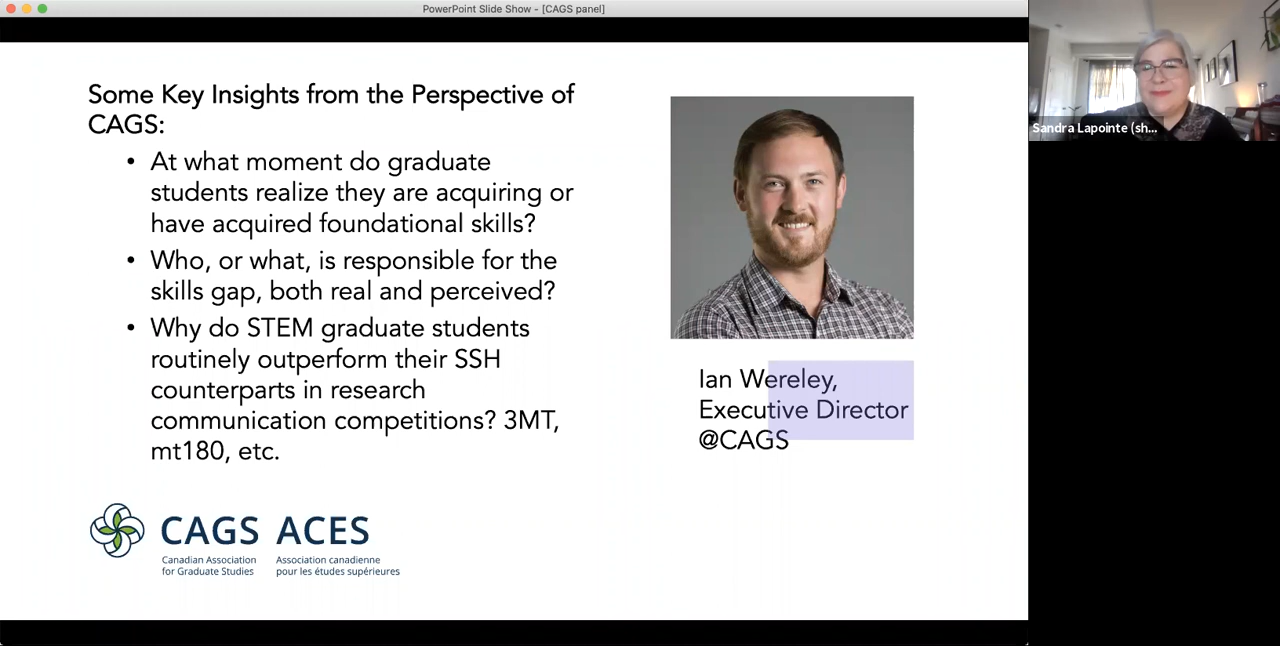 PowerPoint Slide Show - [CAGS panel]
Some Key Insights from the Perspective of
CAGS:
• At what moment do graduate
students realize they are acquiring or
have acquired foundational skills?
• Who, or what, is responsible for the
skills gap, both real and perceived?
• Why do STEM graduate students
routinely outperform their SSH
counterparts in research
communication competitions? 3MT,
mt180, etc.
Ian Wereley,
Executive Director
@CAGS
CAGS ACES
Canadian Association
for Graduate Studies
Association canadienne
pour les études supérieures
Sandra Lapointe (sh...